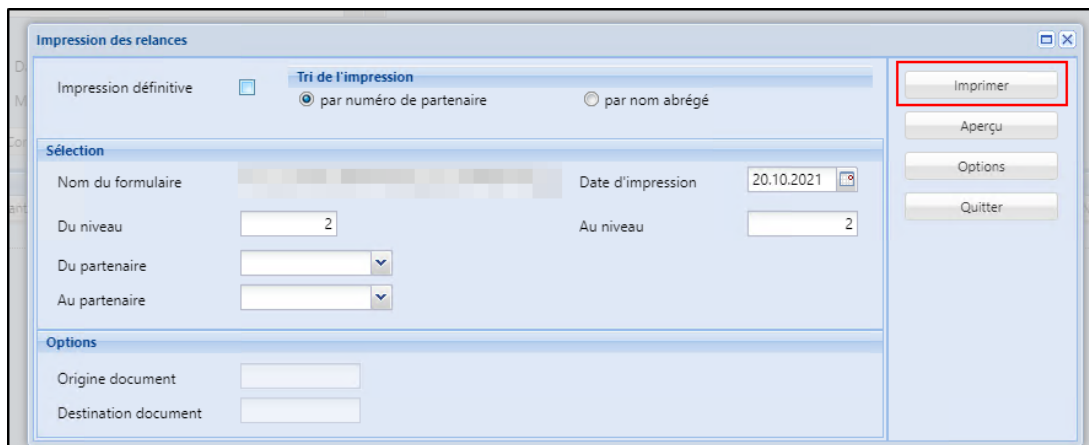 Impression des relances
Impression définitive
Tri de l'impression
par numéro de partenaire
par nom abrégé
Imprimer
Aperçu
Options
Quitter
Sélection
Nom du formulaire
Date d'impression
20.10.2021
Du niveau
2
Au niveau
2
Du partenaire
Au partenaire
Options
Origine document
Destination document